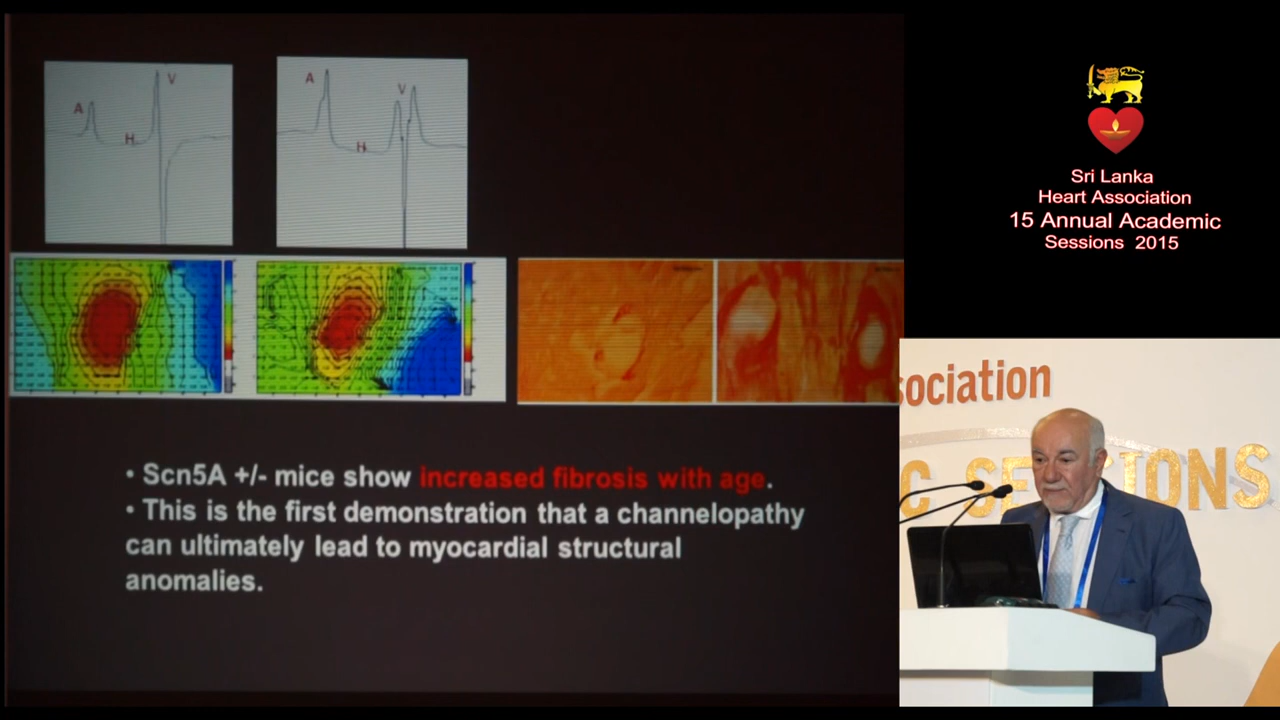 A
V
H
A
V
H
• Scn5A +/- mice show increased fibrosis with age.
• This is the first demonstration that a channelopathy
can ultimately lead to myocardial structural
anomalies.
Sri Lanka
Heart Association
15 Annual Academic
Sessions 2015
sociation
C SESSIONS